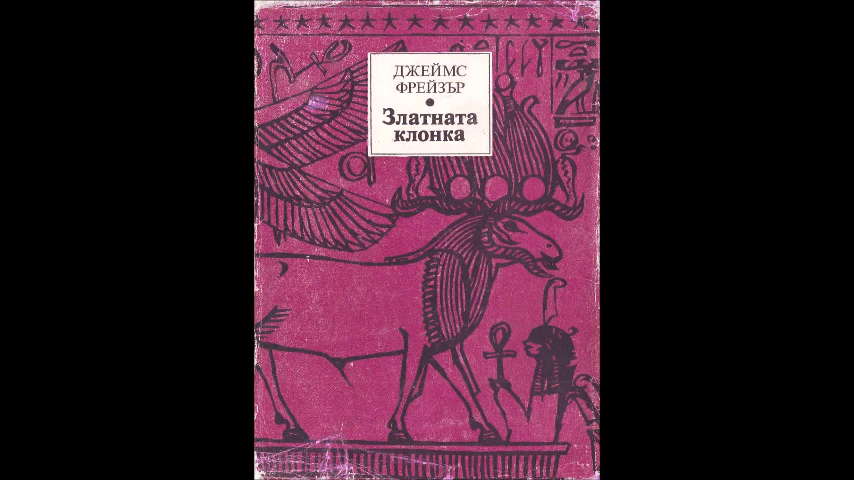 ДЖЕЙМС
ФРЕЙЗЪР
Златната
клонка